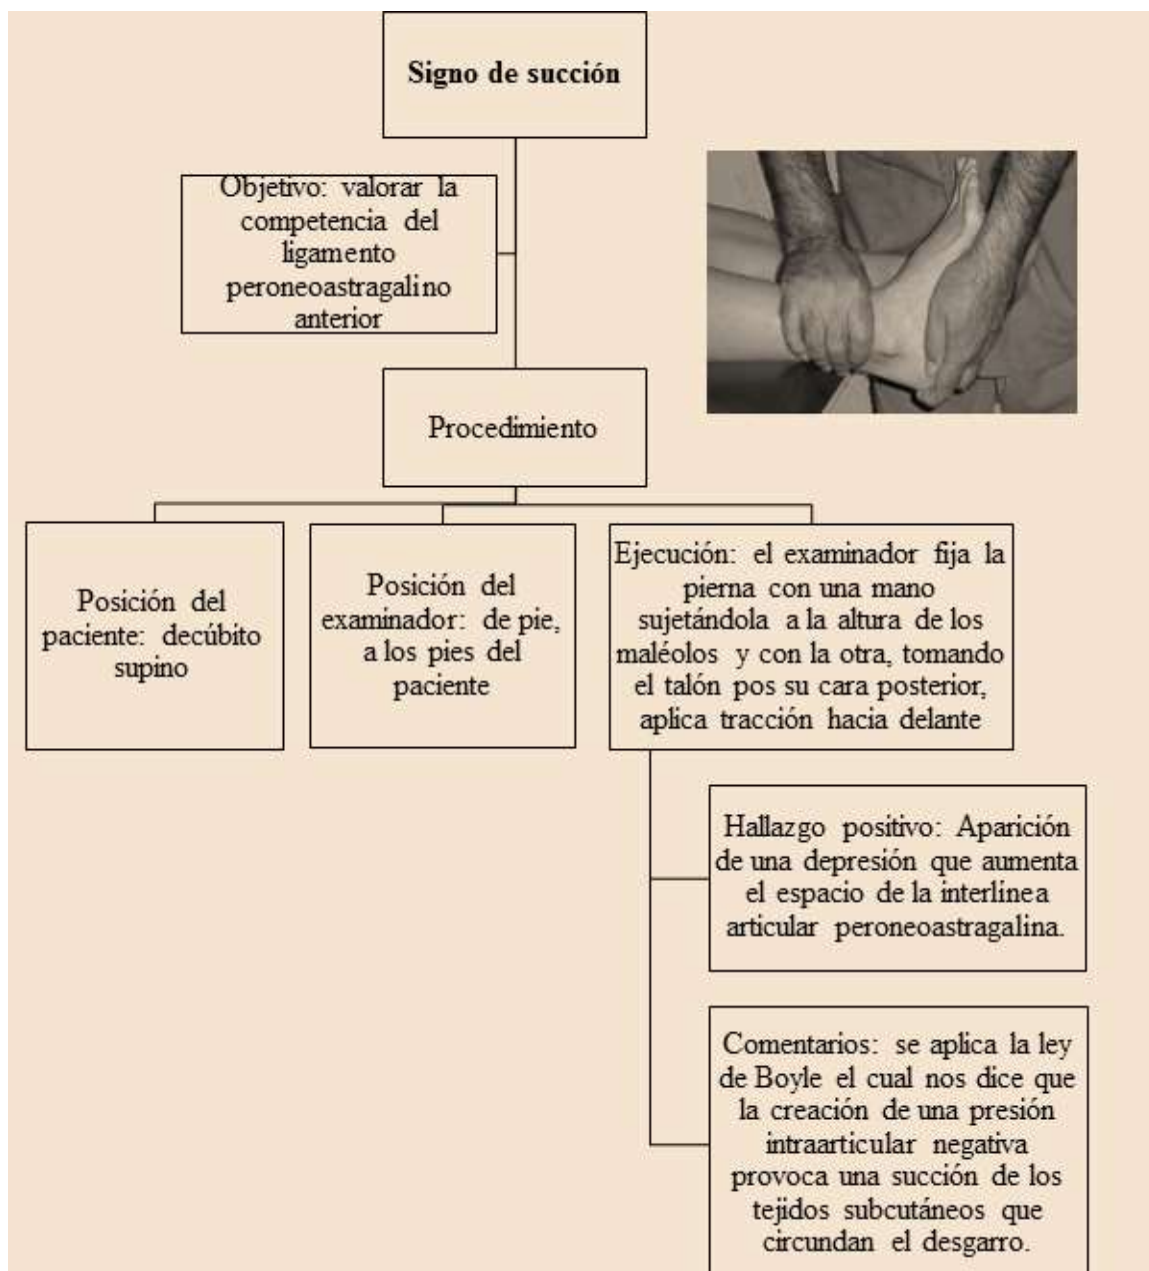 Signo de succión
Objetivo: valorar la
competencia del
ligamento
peroneoastragalino
anterior
Procedimiento
Posición del
paciente: decúbito
supino
Posición del
examinador: de pie,
a los pies del
paciente
Ejecución: el examinador fija la
pierna con una mano
sujetándola a la altura de los
maléolos y con la otra, tomando
el talón pos su cara posterior,
aplica tracción hacia delante
Hallazgo positivo: Aparición
de una depresión que aumenta
el espacio de la interlínea
articular peroneoastragalina.
Comentarios: se aplica la ley
de Boyle el cual nos dice que
la creación de una presión
intraarticular negativa
provoca una succión de los
tejidos subcutáneos que
circundan el desgarro.